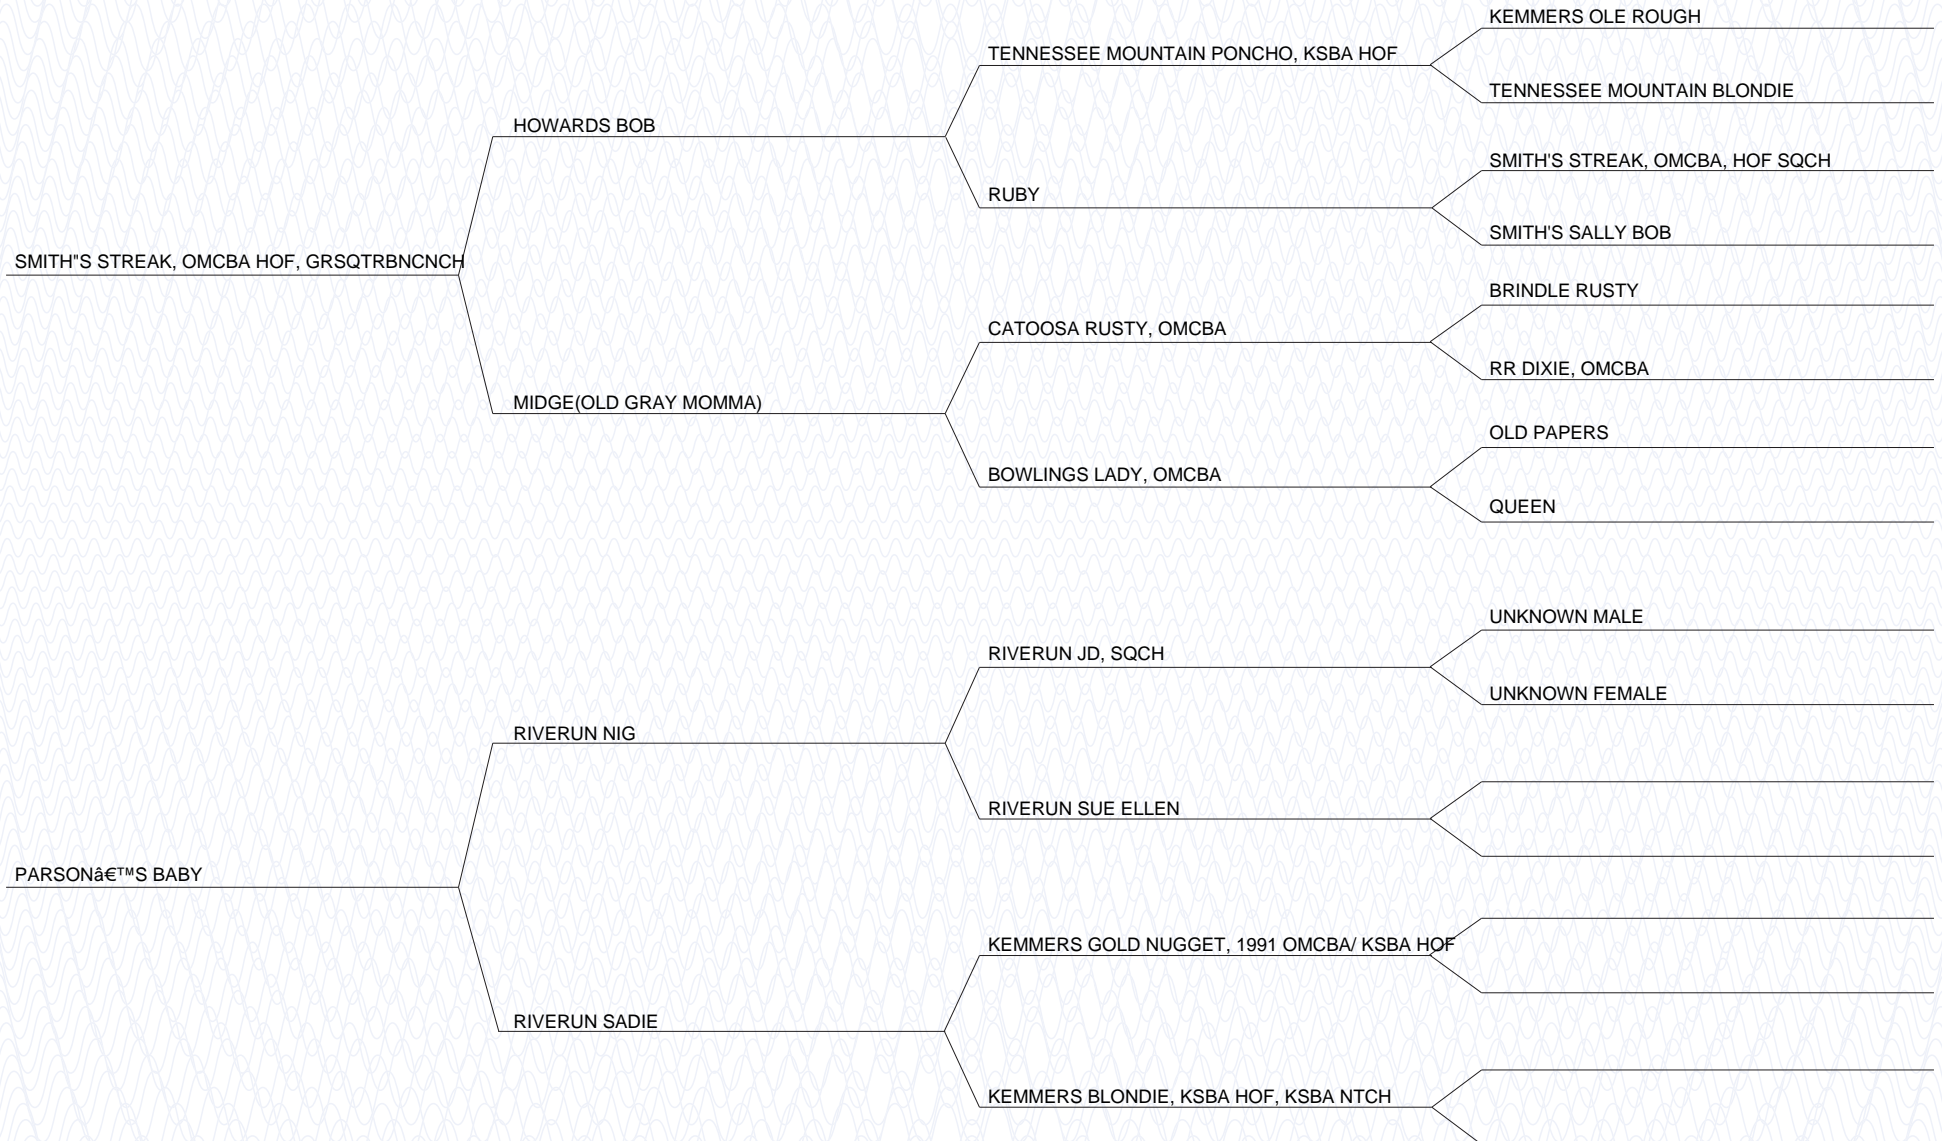 KEMMERS OLE ROUGH
TENNESSEE MOUNTAIN PONCHO, KSBA HOF
TENNESSEE MOUNTAIN BLONDIE
HOWARDS BOB
SMITH'S STREAK, OMCBA, HOF SQCH
RUBY
SMITH'S SALLY BOB
SMITH"S STREAK, OMCBA HOF, GRSQTRBNCNCH
BRINDLE RUSTY
CATOOSA RUSTY, OMCBA
RR DIXIE, OMCBA
MIDGE(OLD GRAY MOMMA)
OLD PAPERS
BOWLINGS LADY, OMCBA
QUEEN
UNKNOWN MALE
RIVERUN JD, SQCH
UNKNOWN FEMALE
RIVERUN NIG
RIVERUN SUE ELLEN
PARSONâ€™S BABY
KEMMERS GOLD NUGGET, 1991 OMCBA/ KSBA HOF
RIVERUN SADIE
KEMMERS BLONDIE, KSBA HOF, KSBA NTCH